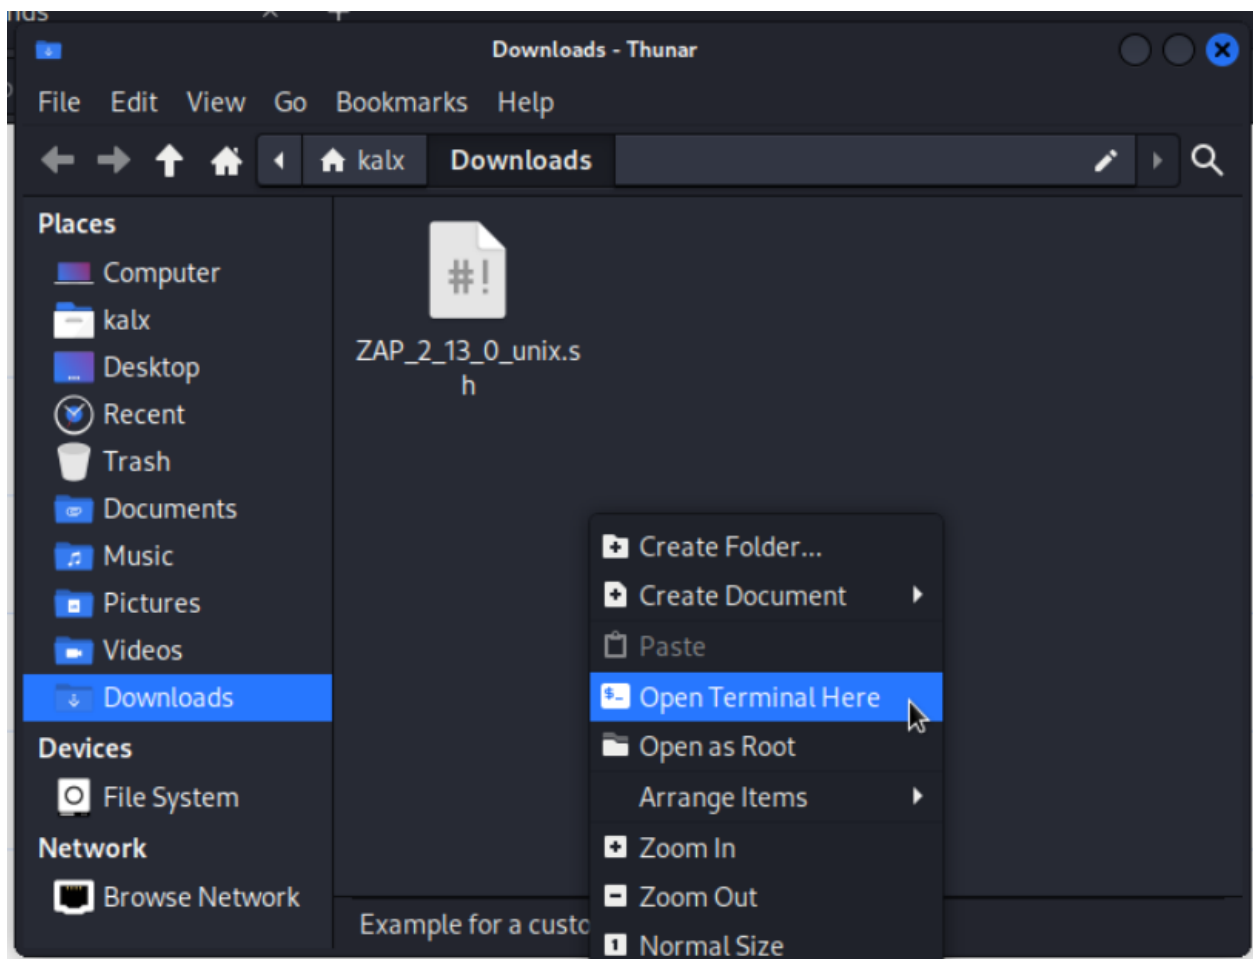 Downloads - Thunar
File Edit View Go Bookmarks Help
kalx Downloads
Places
Computer
kalx
Desktop
Recent
Trash
Documents
Music
Pictures
Videos
Downloads
Devices
File System
Network
Browse Network
#!
ZAP_2_13_0_unix.s
h
Create Folder...
Create Document
Paste
$_ Open Terminal Here
Open as Root
Arrange Items
Zoom In
Zoom Out
1 Normal Size
Example for a custo